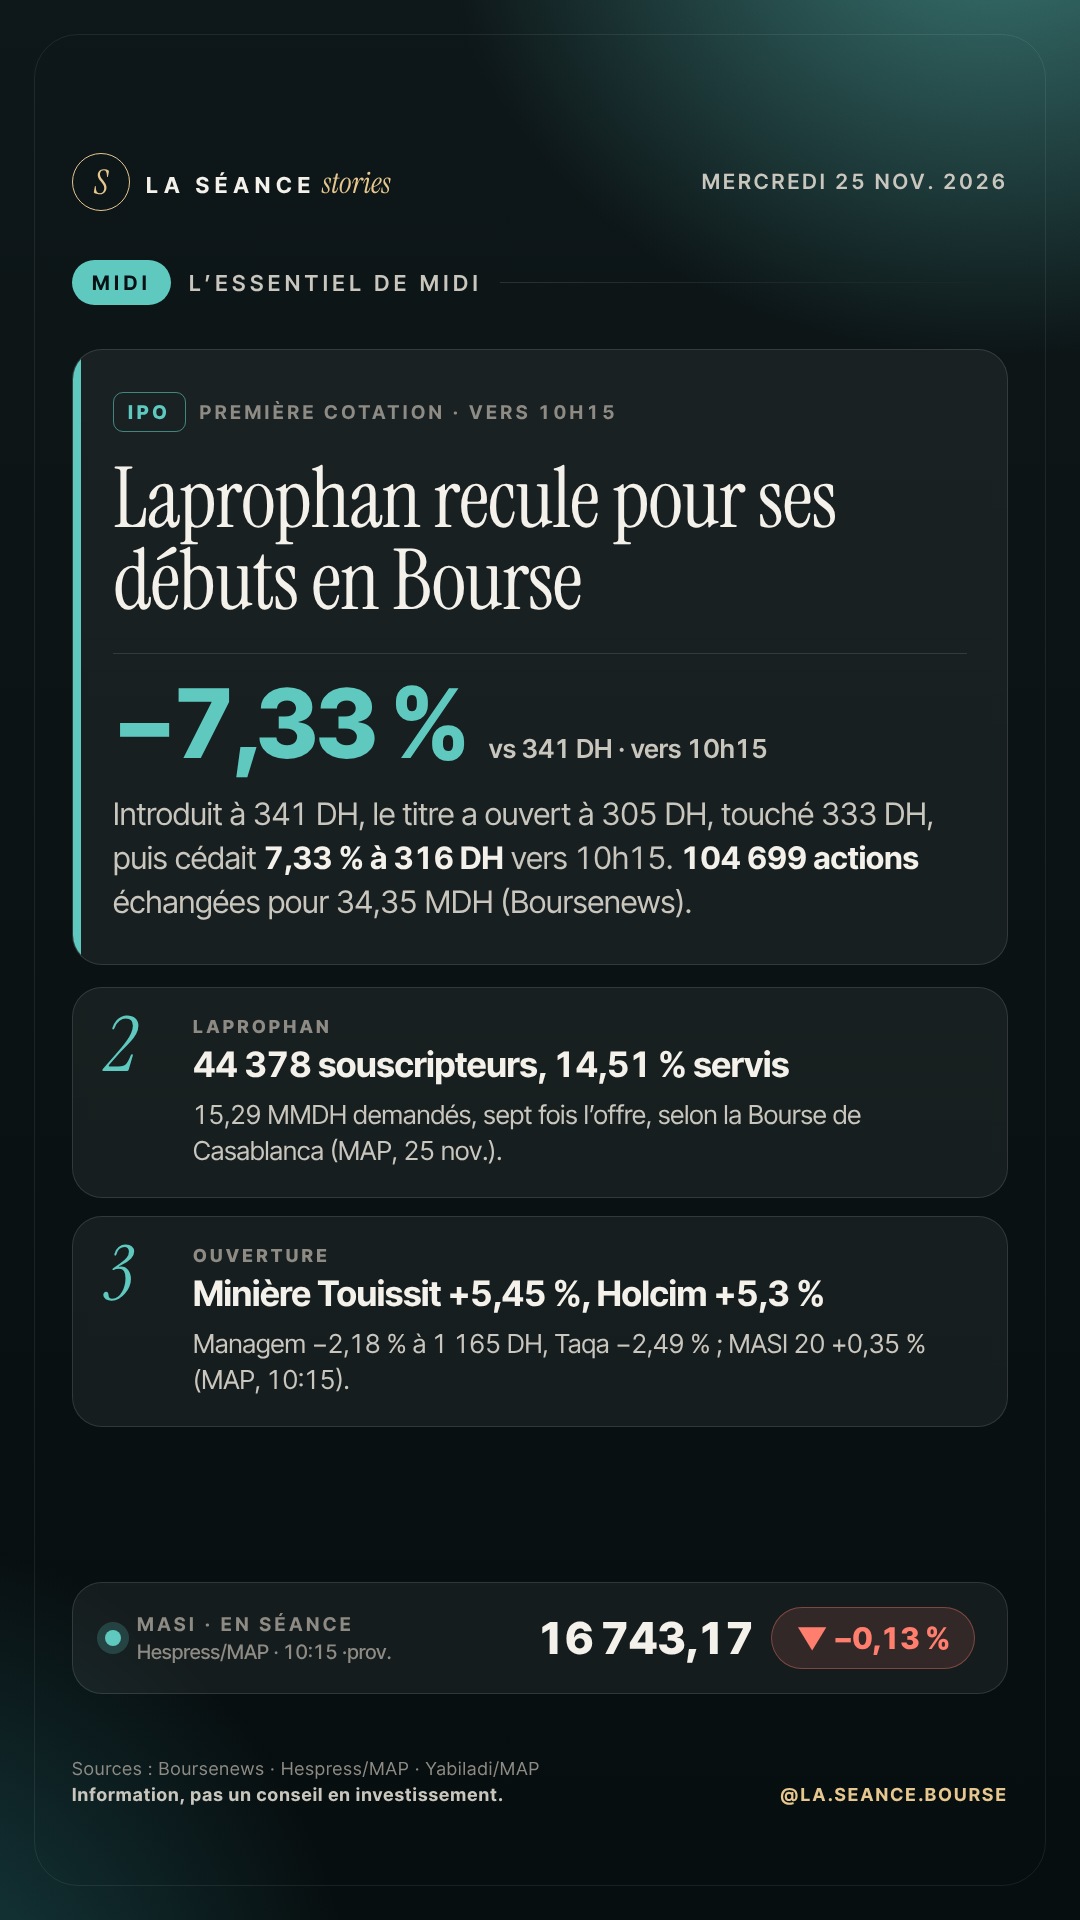 S LA SÉANCE stories
MERCREDI 25 NOV. 2026
MIDI L’ESSENTIEL DE MIDI
IPO PREMIÈRE COTATION · VERS 10H15
Laprophan recule pour ses
débuts en Bourse
−7,33 % vs 341 DH · vers 10h15
Introduit à 341 DH, le titre a ouvert à 305 DH, touché 333 DH,
puis cédait 7,33 % à 316 DH vers 10h15. 104 699 actions
échangées pour 34,35 MDH (Boursenews).
2
LAPROPHAN
44 378 souscripteurs, 14,51 % servis
15,29 MMDH demandés, sept fois l’offre, selon la Bourse de
Casablanca (MAP, 25 nov.).
3
OUVERTURE
Minière Touissit +5,45 %, Holcim +5,3 %
Managem −2,18 % à 1 165 DH, Taqa −2,49 % ; MASI 20 +0,35 %
(MAP, 10:15).
MASI · EN SÉANCE
Hespress/MAP · 10:15 ·prov.
16 743,17 ▼ −0,13 %
Sources : Boursenews · Hespress/MAP · Yabiladi/MAP
Information, pas un conseil en investissement.
@LA.SEANCE.BOURSE